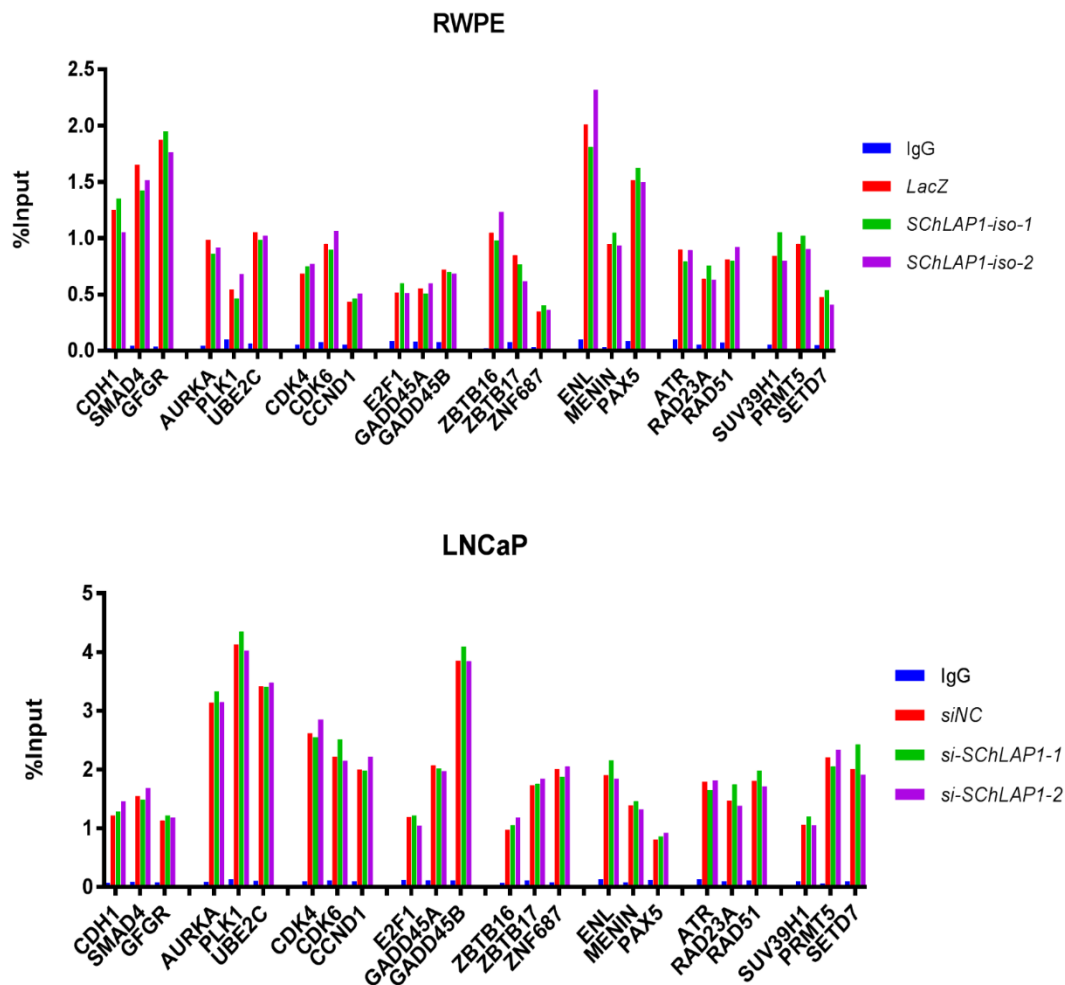 RWPE
%Input
2.5
2.0
1.5
1.0
0.5
0.0
CDH1
SMAD4
GFGR
AURKA
PLK1
UBE2C
CDK4
CDK6
CCND1
E2F1
GADD45A
GADD45B
ZBTB16
ZBTB17
ZNF687
ENL
MENIN
PAX5
ATR
RAD23A
RAD51
SUV39H1
PRMT5
SETD7
IgG
LacZ
SChLAP1-iso-1
SChLAP1-iso-2
LNCaP
%Input
5
4
3
2
1
0
CDH1
SMAD4
GFGR
AURKA
PLK1
UBE2C
CDK4
CDK6
CCND1
E2F1
GADD45A
GADD45B
ZBTB16
ZBTB17
ZNF687
ENL
MENIN
PAX5
ATR
RAD23A
RAD51
SUV39H1
PRMT5
SETD7
IgG
siNC
si-SChLAP1-1
si-SChLAP1-2